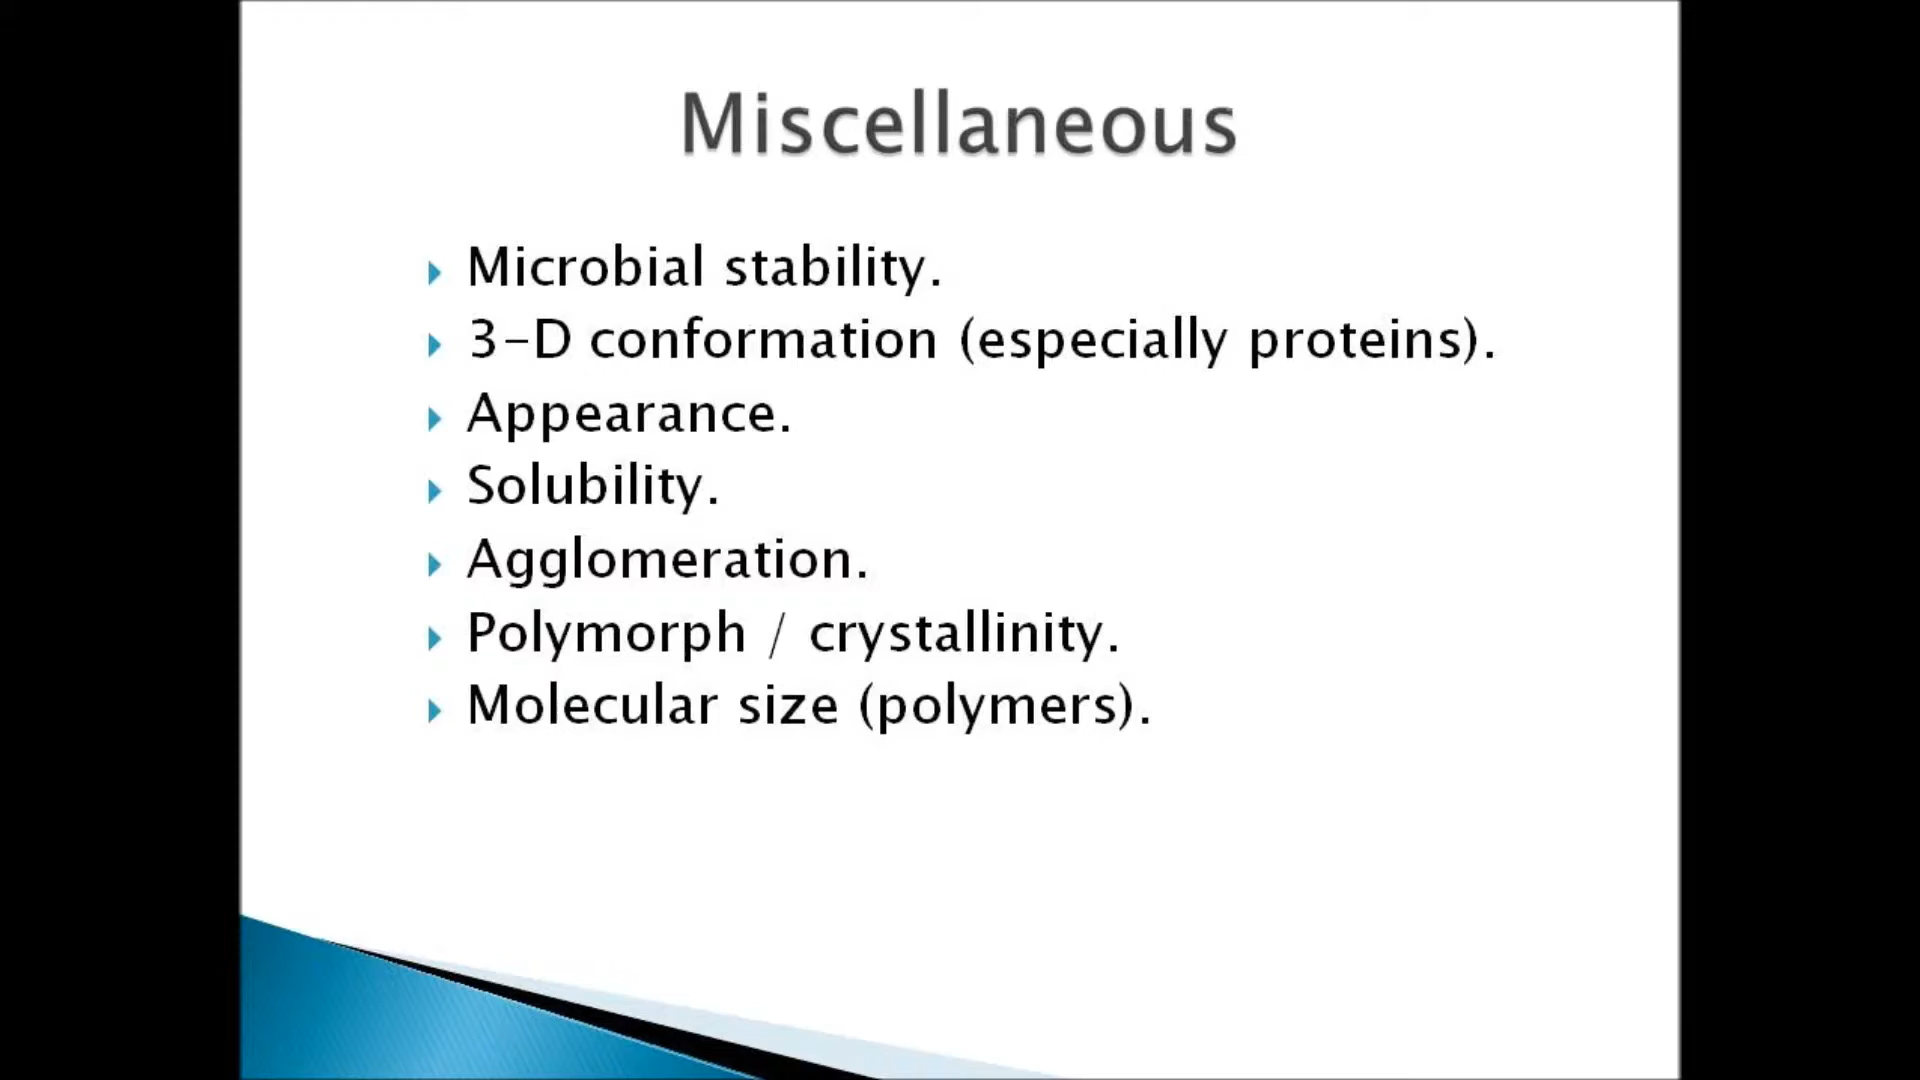 Miscellaneous
Microbial stability.
3-D conformation (especially proteins).
Appearance.
Solubility.
Agglomeration.
Polymorph / crystallinity.
Molecular size (polymers).